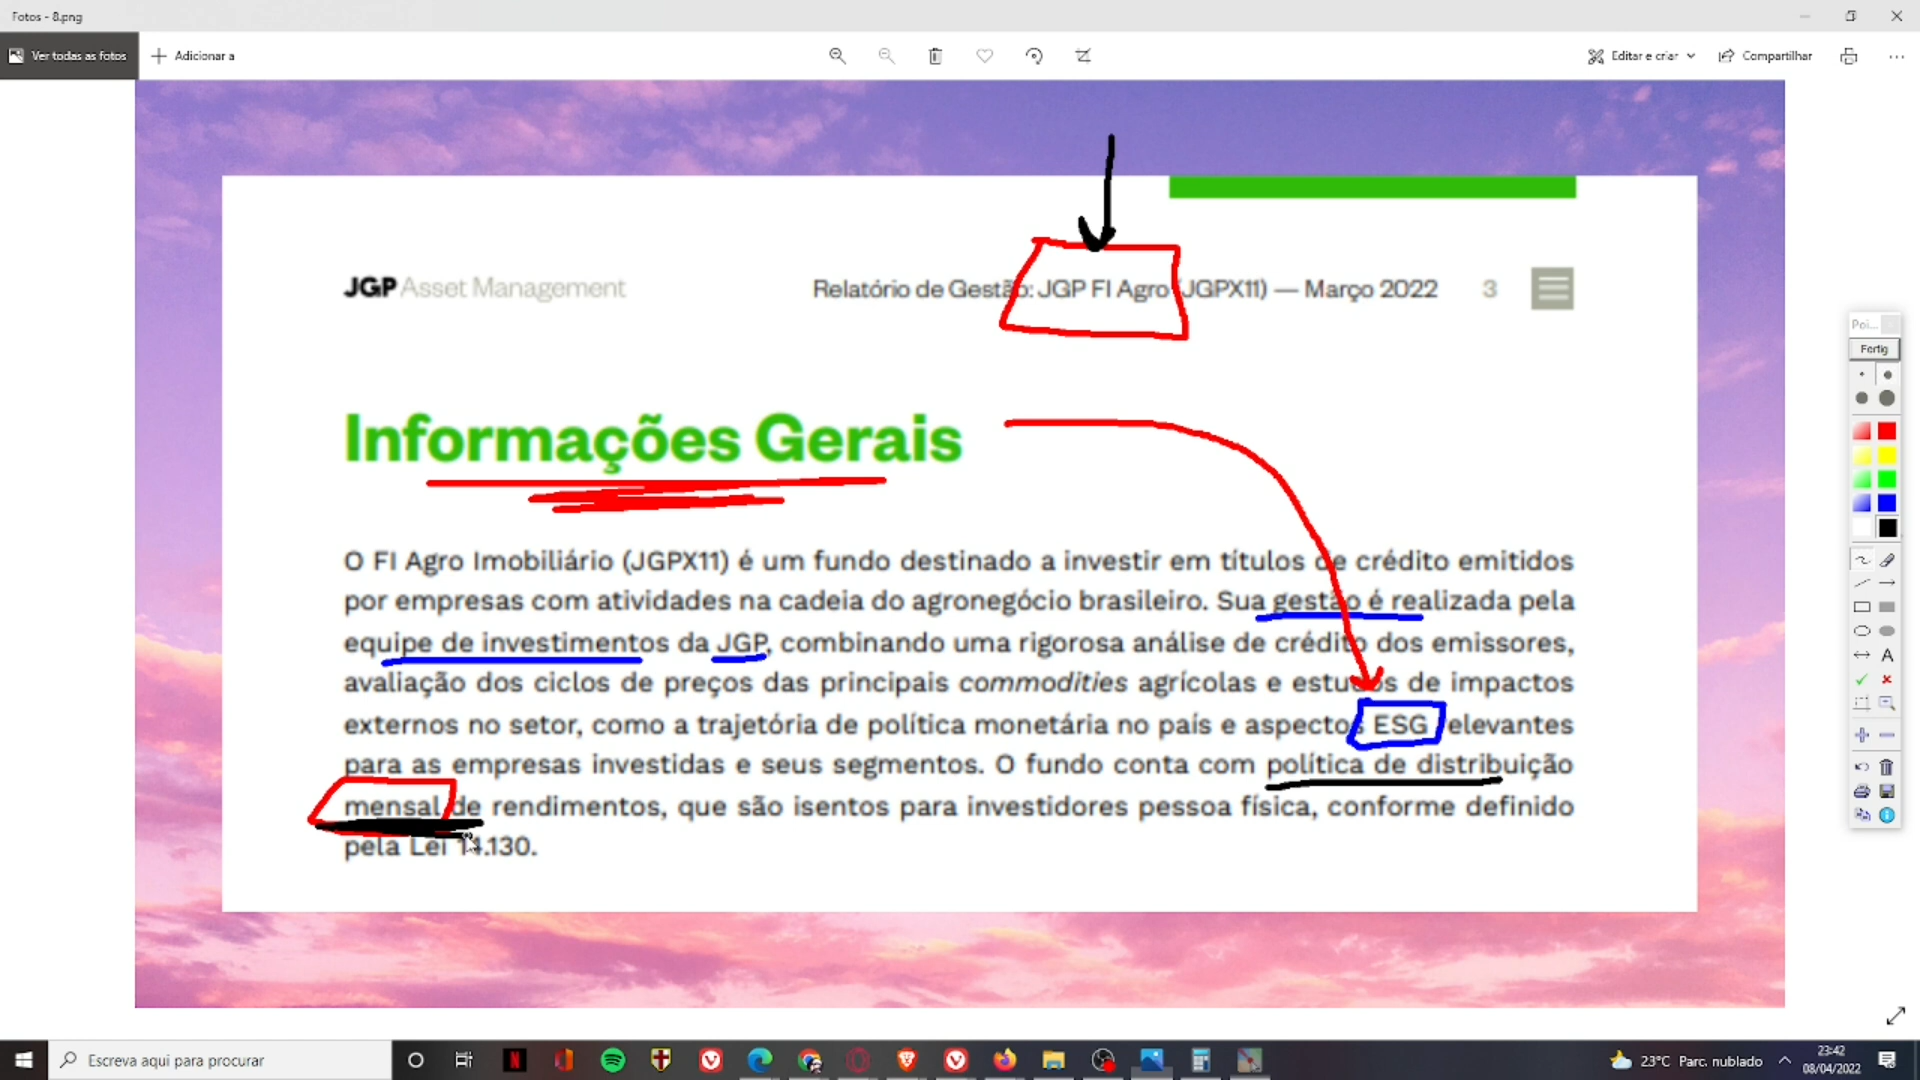 Fotos - 8.png
Ver todas as fotos
Adicionar a
Editar e criar
Compartilhar
JGP Asset Management
Relatório de Gestão: JGP FI Agro (JGPX11) — Março 2022
3
Informações Gerais
O FI Agro Imobiliário (JGPX11) é um fundo destinado a investir em títulos de crédito emitidos
por empresas com atividades na cadeia do agronegócio brasileiro. Sua gestão é realizada pela
equipe de investimentos da JGP, combinando uma rigorosa análise de crédito dos emissores,
avaliação dos ciclos de preços das principais commodities agrícolas e estudos de impactos
externos no setor, como a trajetória de política monetária no país e aspectos ESG relevantes
para as empresas investidas e seus segmentos. O fundo conta com política de distribuição
mensal de rendimentos, que são isentos para investidores pessoa física, conforme definido
pela Lei 14.130.
Poi...
Fertig
A
Escreva aqui para procurar
23°C Parc. nublado
23:42
08/04/2022